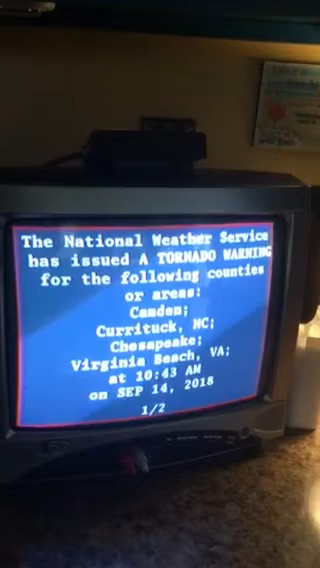 The National Weather Service
has issued A TORNADO WARNING
for the following counties
or areas:
Camden;
Currituck, NC;
Chesapeake;
Virginia Beach, VA;
at 10:43 AM
on SEP 14, 2018
1/2